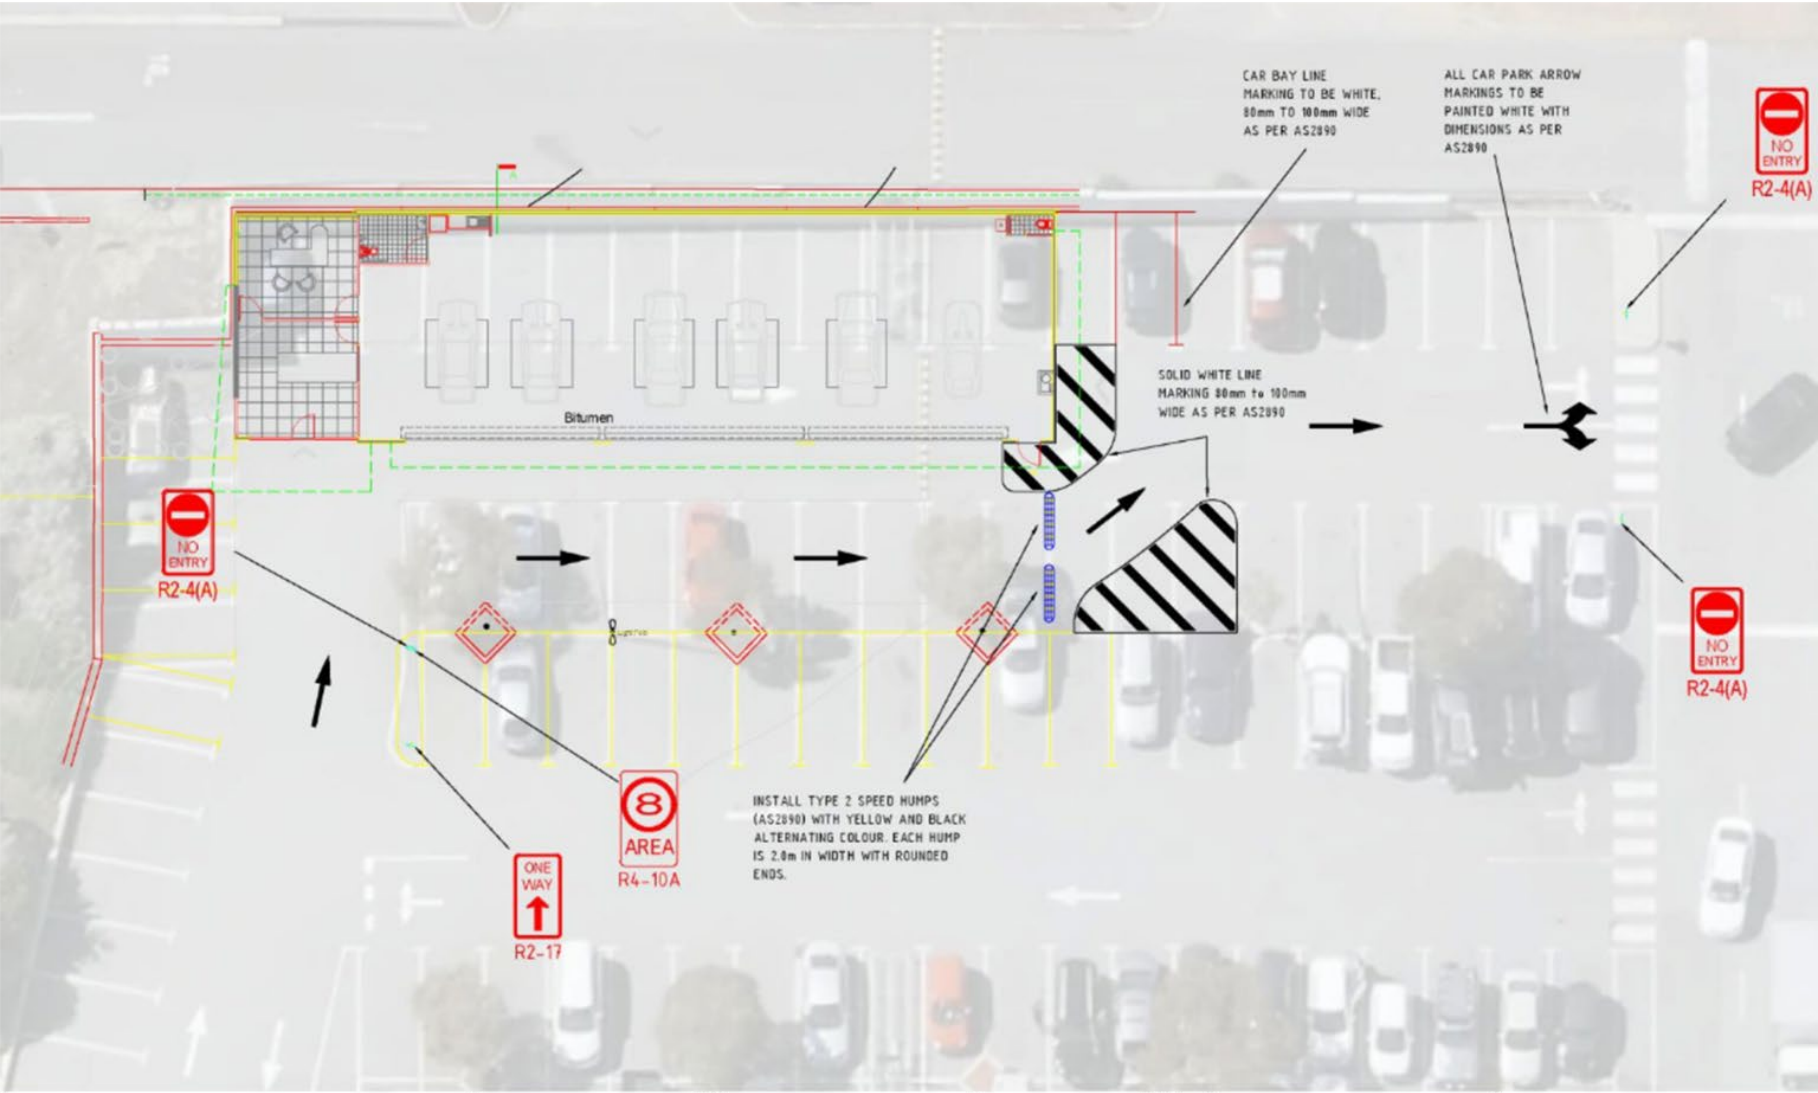 CAR BAY LINE
MARKING TO BE WHITE,
80mm TO 100mm WIDE
AS PER AS2890
ALL CAR PARK ARROW
MARKINGS TO BE
PAINTED WHITE WITH
DIMENSIONS AS PER
AS2890
NO
ENTRY
R2-4(A)
A
SOLID WHITE LINE
MARKING 80mm to 100mm
WIDE AS PER AS2890
Bitumen
NO
ENTRY
R2-4(A)
NO
ENTRY
R2-4(A)
8
AREA
R4-10A
INSTALL TYPE 2 SPEED HUMPS
(AS2890) WITH YELLOW AND BLACK
ALTERNATING COLOUR. EACH HUMP
IS 2.0m IN WIDTH WITH ROUNDED
ENDS.
ONE
WAY
R2-17